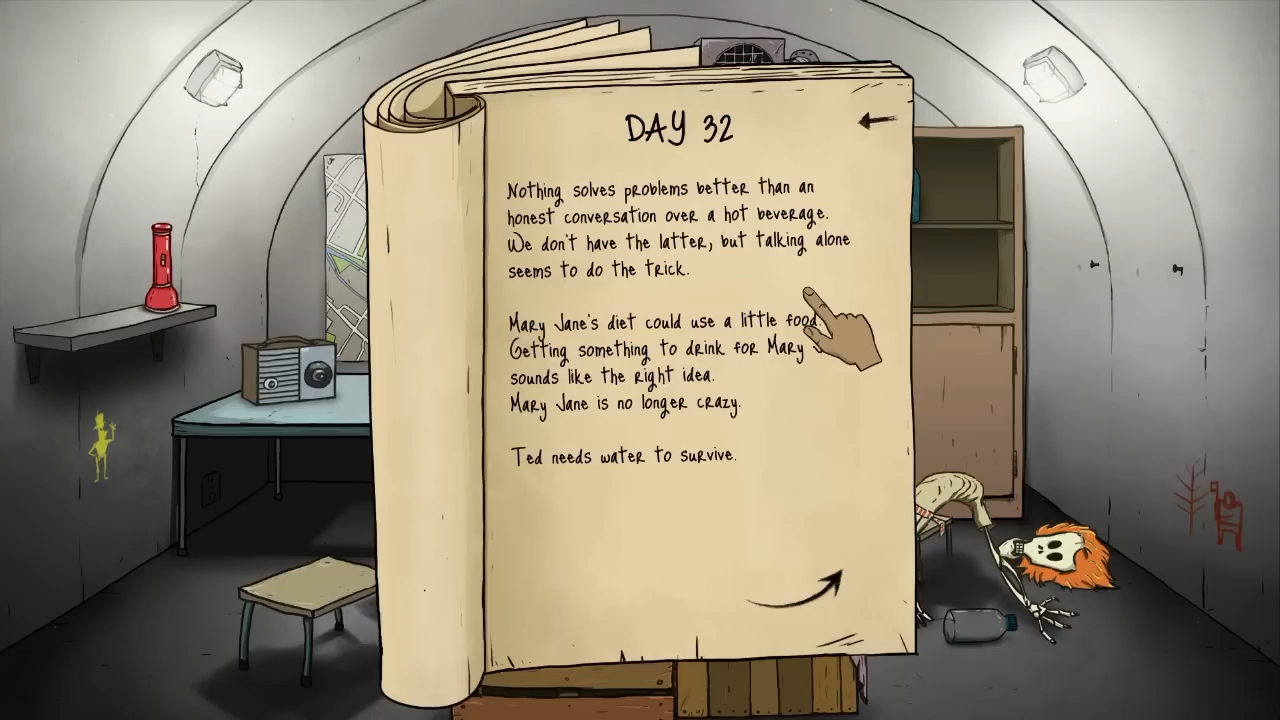 DAY 32
Nothing solves problems better than an
honest conversation over a hot beverage.
We don't have the latter, but talking alone
seems to do the trick.
Mary Jane's diet could use a little food.
Getting something to drink for Mary
sounds like the right idea.
Mary Jane is no longer crazy.
Ted needs water to survive.